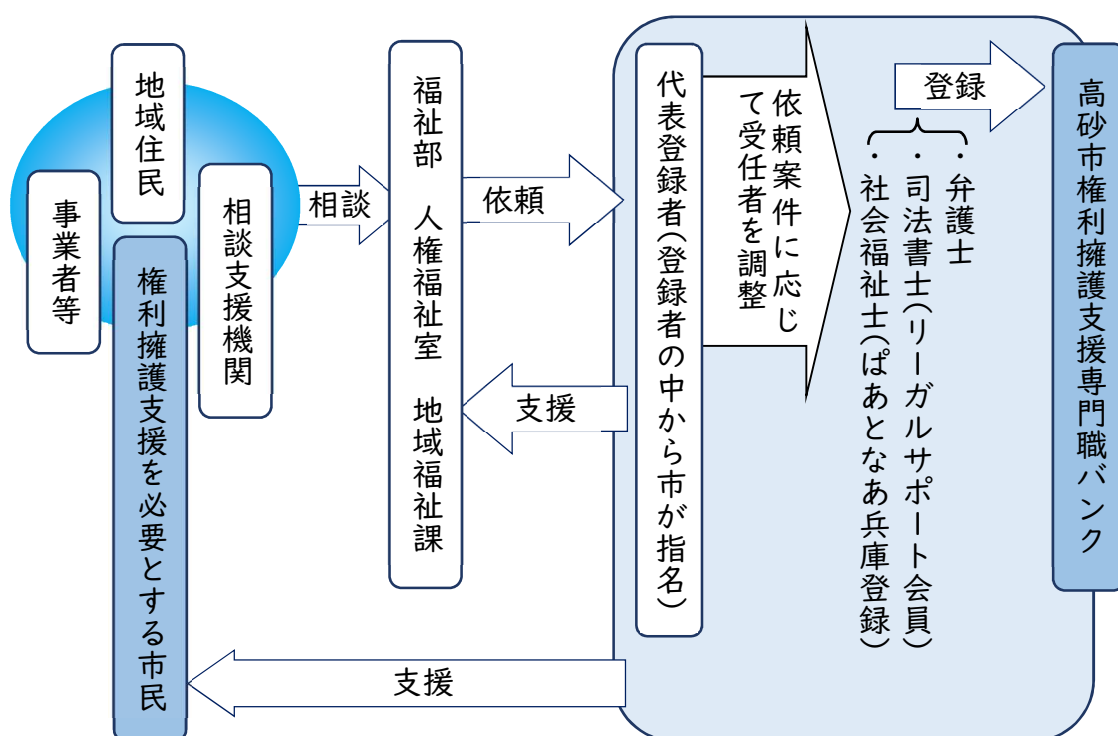 地域住民
事業者等
相談支援機関
権利擁護支援を必要とする市民
相談
福祉部　人権福祉室　地域福祉課
依頼
支援
支援
代表登録者(登録者の中から市が指名)
依頼案件に応じ
て受任者を調整
登録
・弁護士
・司法書士(リーガルサポート会員)
・社会福祉士(ぱあとなあ兵庫登録)
高砂市権利擁護支援専門職バンク